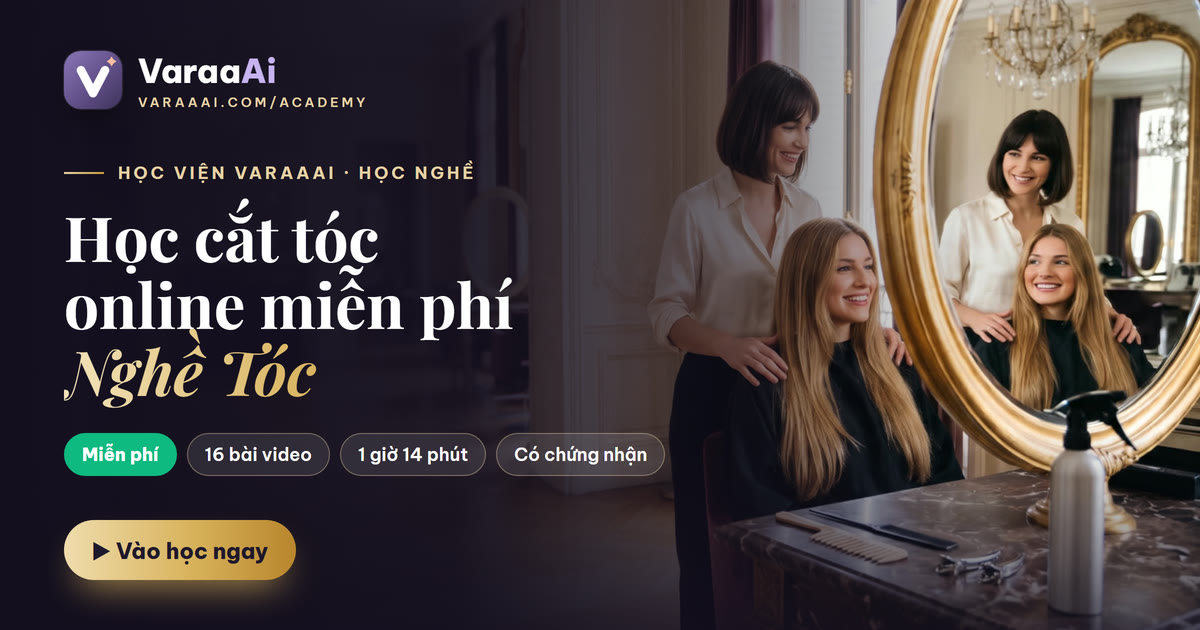 V
VaraaAi
VARAAAI.COM/ACADEMY
HỌC VIỆN VARAAAI · HỌC NGHỀ
Học cắt tóc
online miễn phí
Nghề Tóc
Miễn phí
16 bài video
1 giờ 14 phút
Có chứng nhận
▶ Vào học ngay